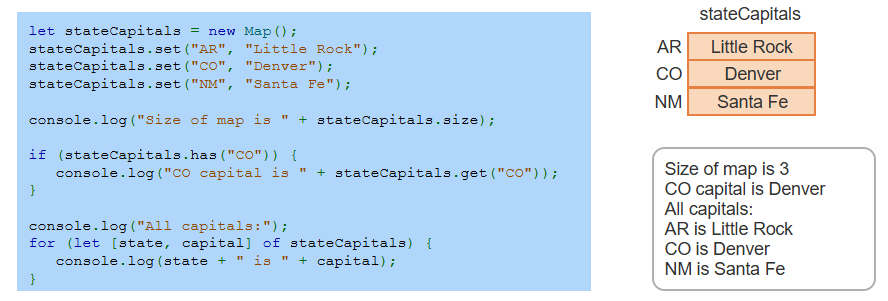 let stateCapitals = new Map();
stateCapitals.set("AR", "Little Rock");
stateCapitals.set("CO", "Denver");
stateCapitals.set("NM", "Santa Fe");

console.log("Size of map is " + stateCapitals.size);

if (stateCapitals.has("CO")) {
   console.log("CO capital is " + stateCapitals.get("CO"));
}

console.log("All capitals:");
for (let [state, capital] of stateCapitals) {
   console.log(state + " is " + capital);
}
stateCapitals
AR Little Rock
CO Denver
NM Santa Fe
Size of map is 3
CO capital is Denver
All capitals:
AR is Little Rock
CO is Denver
NM is Santa Fe